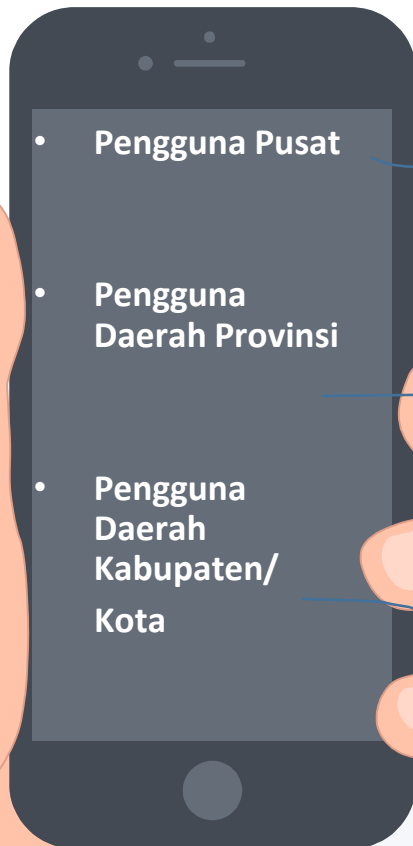 • Pengguna Pusat
• Pengguna
Daerah Provinsi
• Pengguna
Daerah
Kabupaten/
Kota